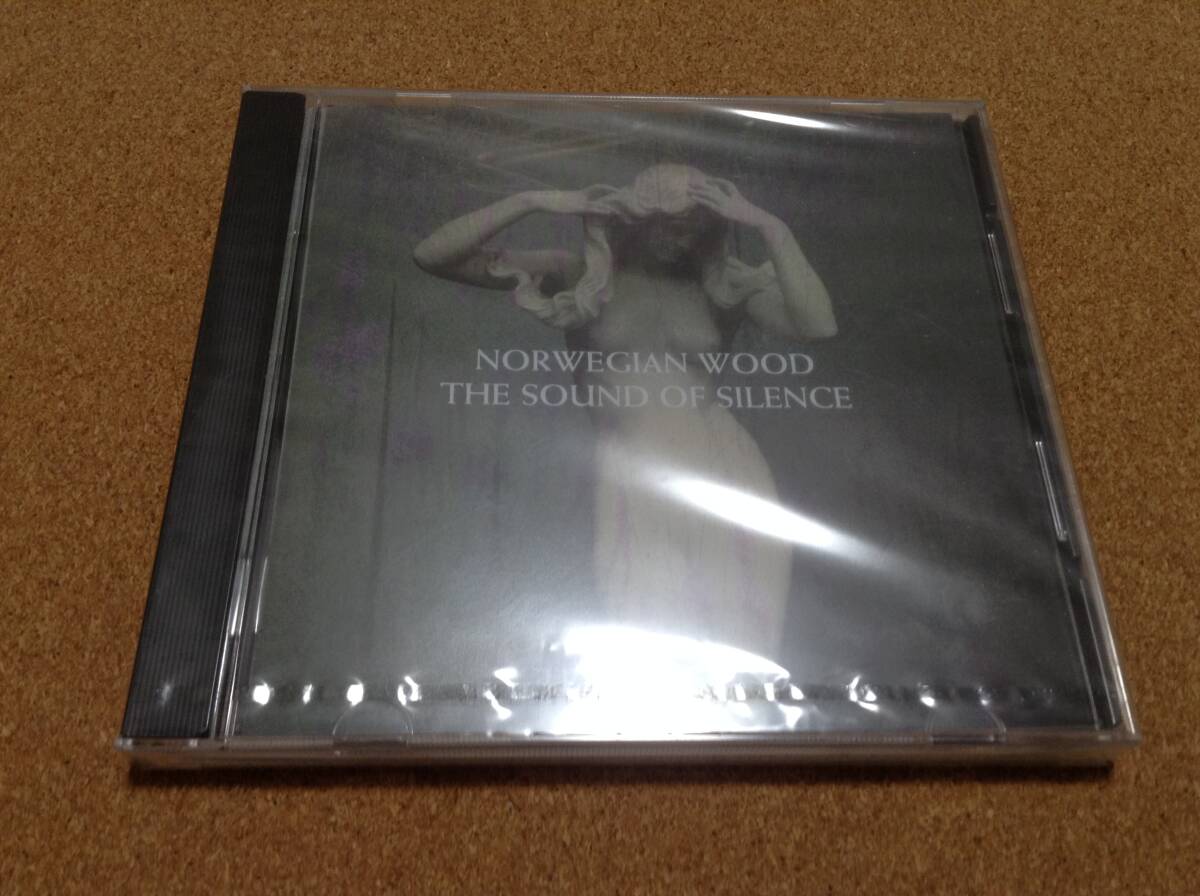 NORWEGIAN WOOD
THE SOUND OF SILENCE